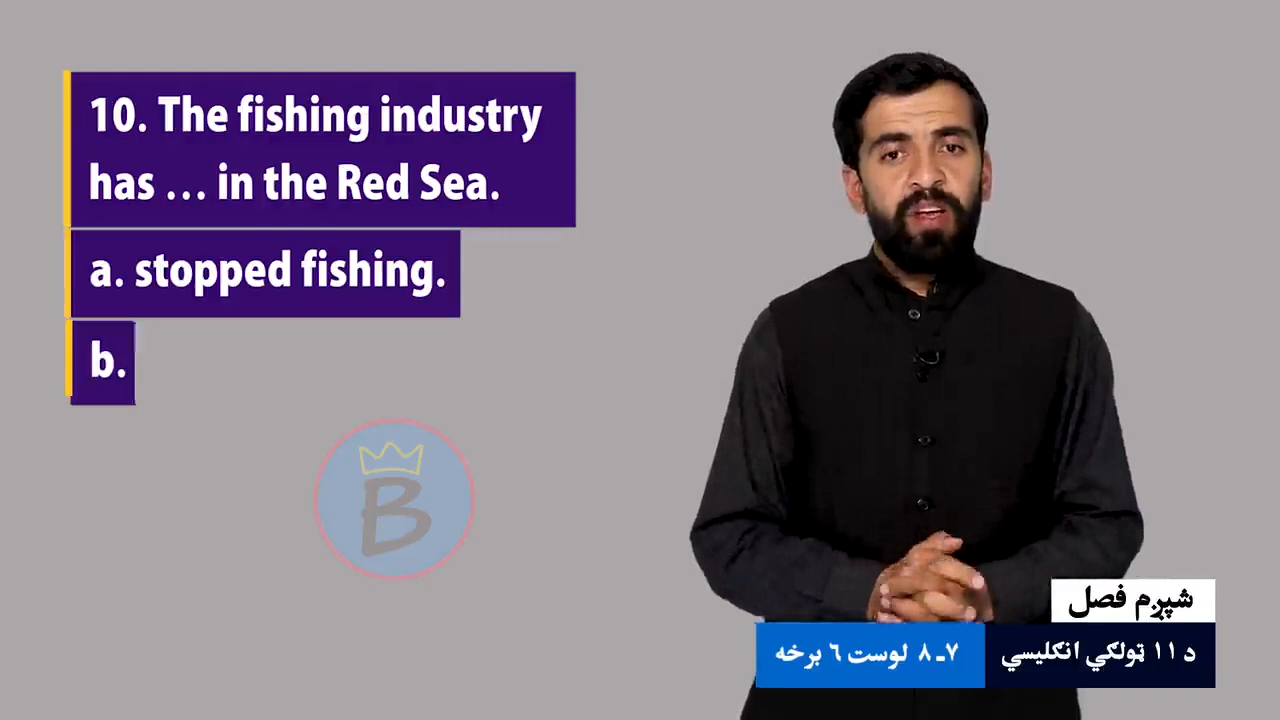 10. The fishing industry
has ... in the Red Sea.
a. stopped fishing.
b.
B
شپږم فصل
د ۱۱ ټولګي انګلیسي
۷ـ ۸ لوست ٦ برخه